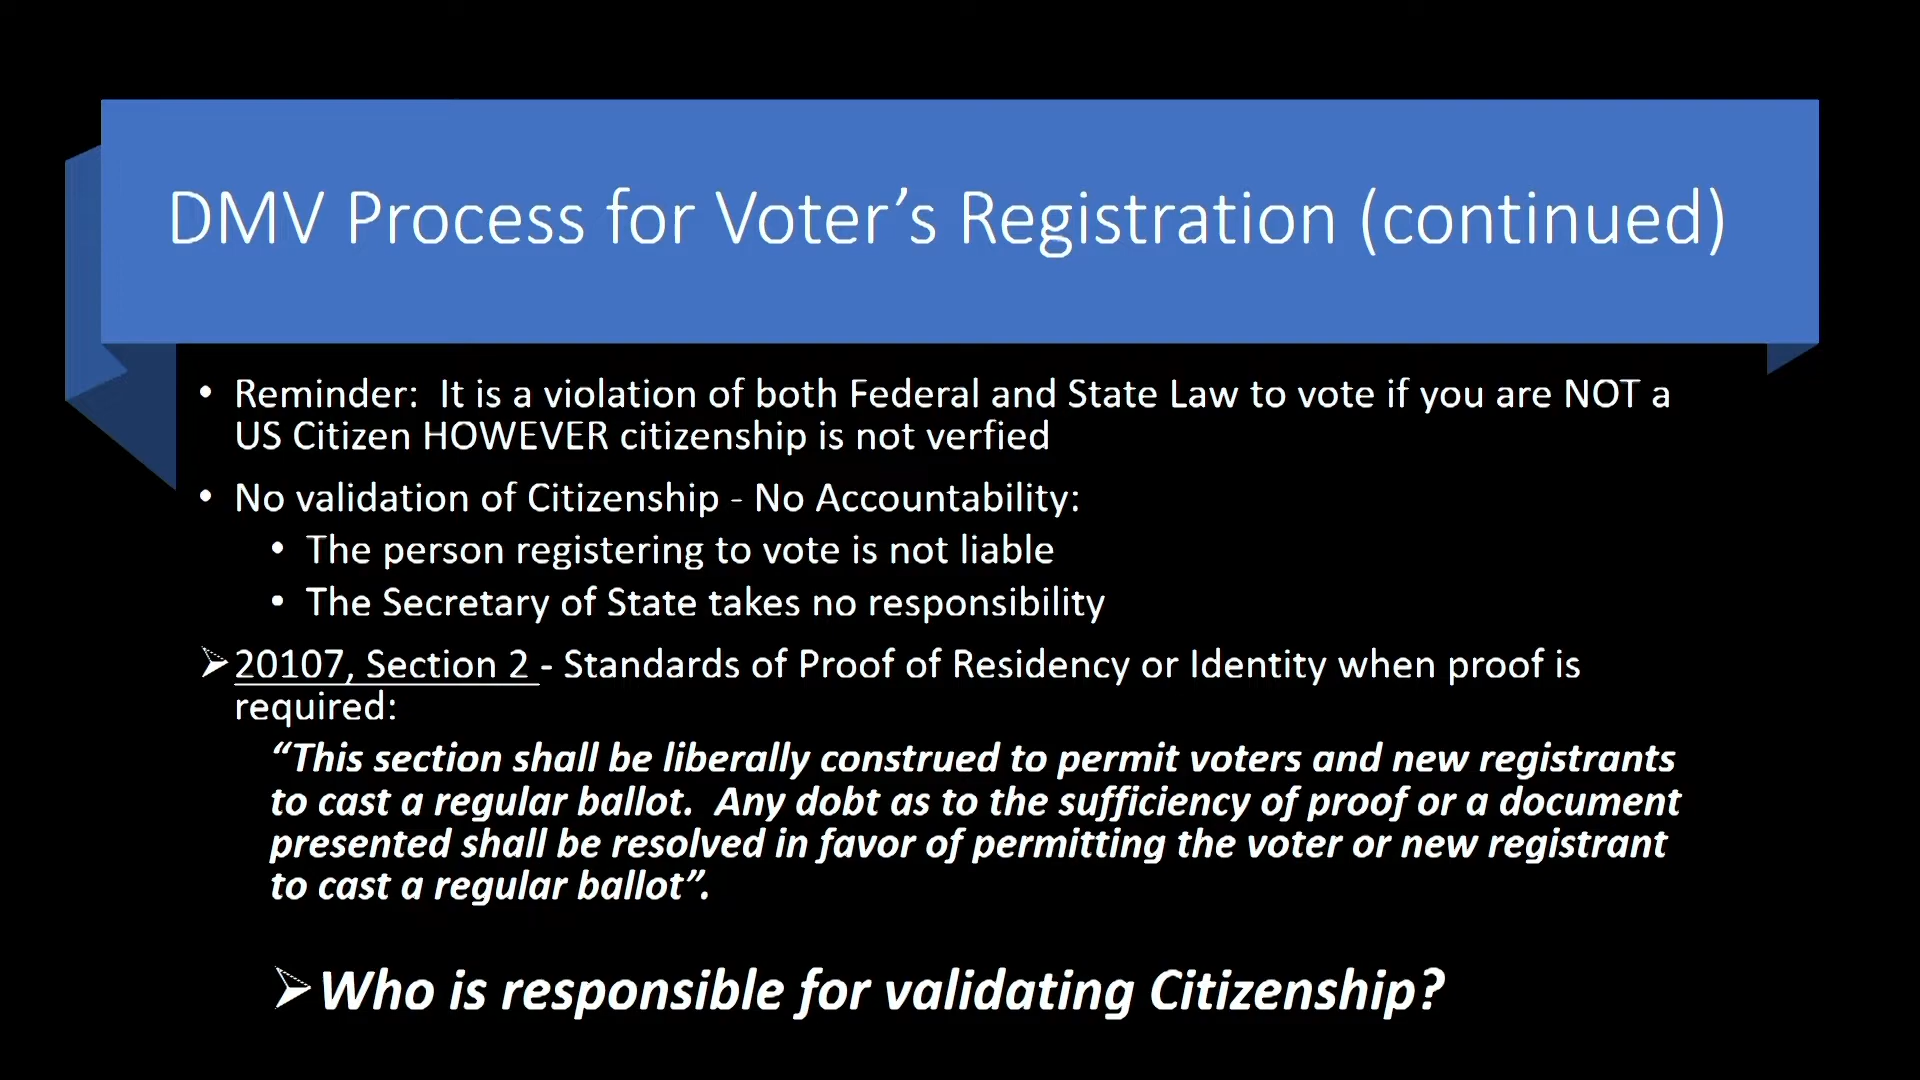 DMV Process for Voter’s Registration (continued)
• Reminder:  It is a violation of both Federal and State Law to vote if you are NOT a
US Citizen HOWEVER citizenship is not verfied
• No validation of Citizenship - No Accountability:
• The person registering to vote is not liable
• The Secretary of State takes no responsibility
➢20107, Section 2 - Standards of Proof of Residency or Identity when proof is
required:
“This section shall be liberally construed to permit voters and new registrants
to cast a regular ballot.  Any dobt as to the sufficiency of proof or a document
presented shall be resolved in favor of permitting the voter or new registrant
to cast a regular ballot”.
➢Who is responsible for validating Citizenship?